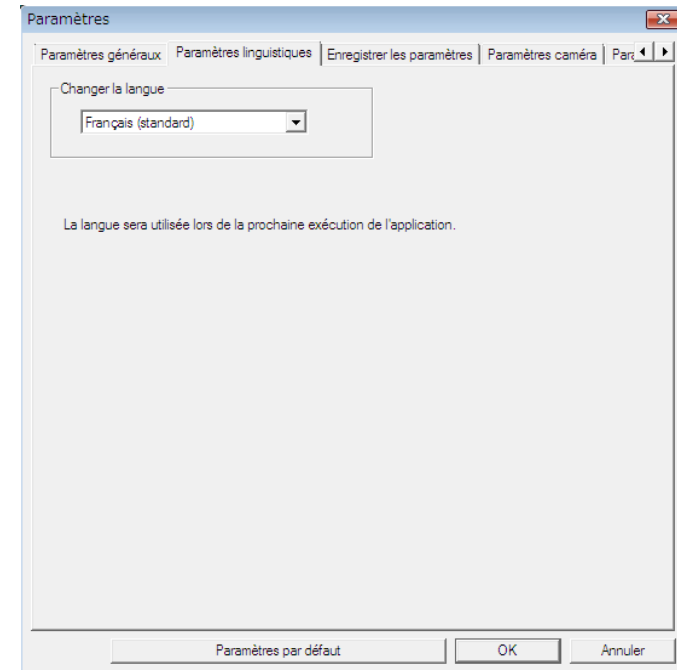 Paramètres
Paramètres généraux Paramètres linguistiques Enregistrer les paramètres Paramètres caméra Para
Changer la langue
Français (standard)
La langue sera utilisée lors de la prochaine exécution de l'application.
Paramètres par défaut OK Annuler